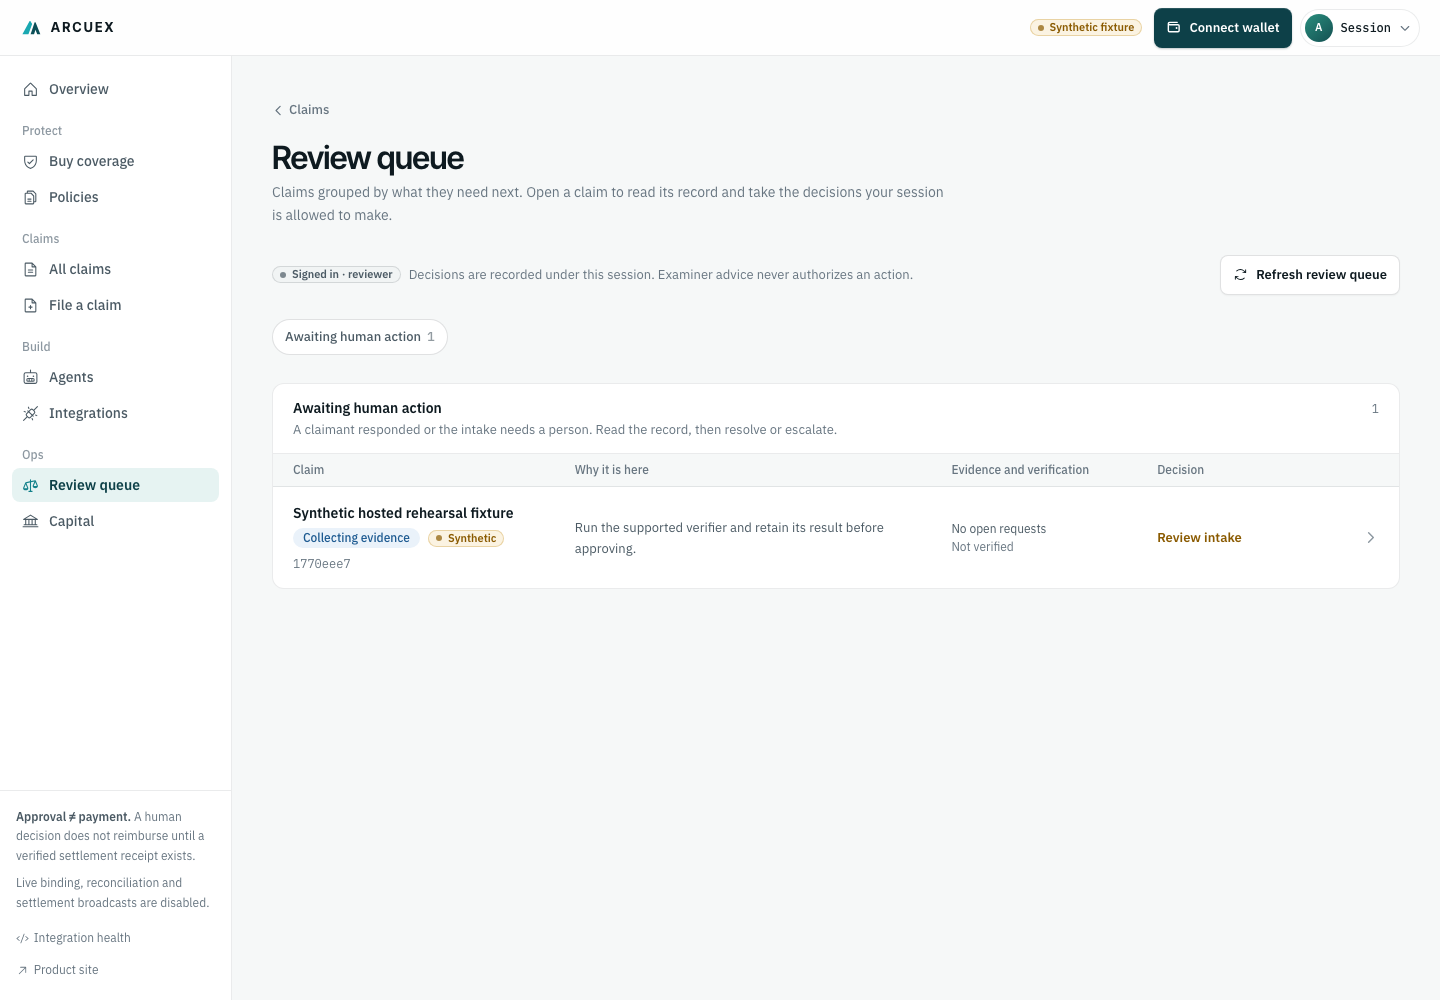 ARCUEX
Synthetic fixture
Connect wallet
A
Session
Overview
Protect
Buy coverage
Policies
Claims
All claims
File a claim
Build
Agents
Integrations
Ops
Review queue
Capital
Approval ≠ payment. A human
decision does not reimburse until a
verified settlement receipt exists.
Live binding, reconciliation and
settlement broadcasts are disabled.
Integration health
Product site
Claims
Review queue
Claims grouped by what they need next. Open a claim to read its record and take the decisions your session
is allowed to make.
Signed in · reviewer
Decisions are recorded under this session. Examiner advice never authorizes an action.
Refresh review queue
Awaiting human action 1
Awaiting human action
1
A claimant responded or the intake needs a person. Read the record, then resolve or escalate.
Claim
Why it is here
Evidence and verification
Decision
Synthetic hosted rehearsal fixture
Collecting evidence
Synthetic
1770eee7
Run the supported verifier and retain its result before
approving.
No open requests
Not verified
Review intake